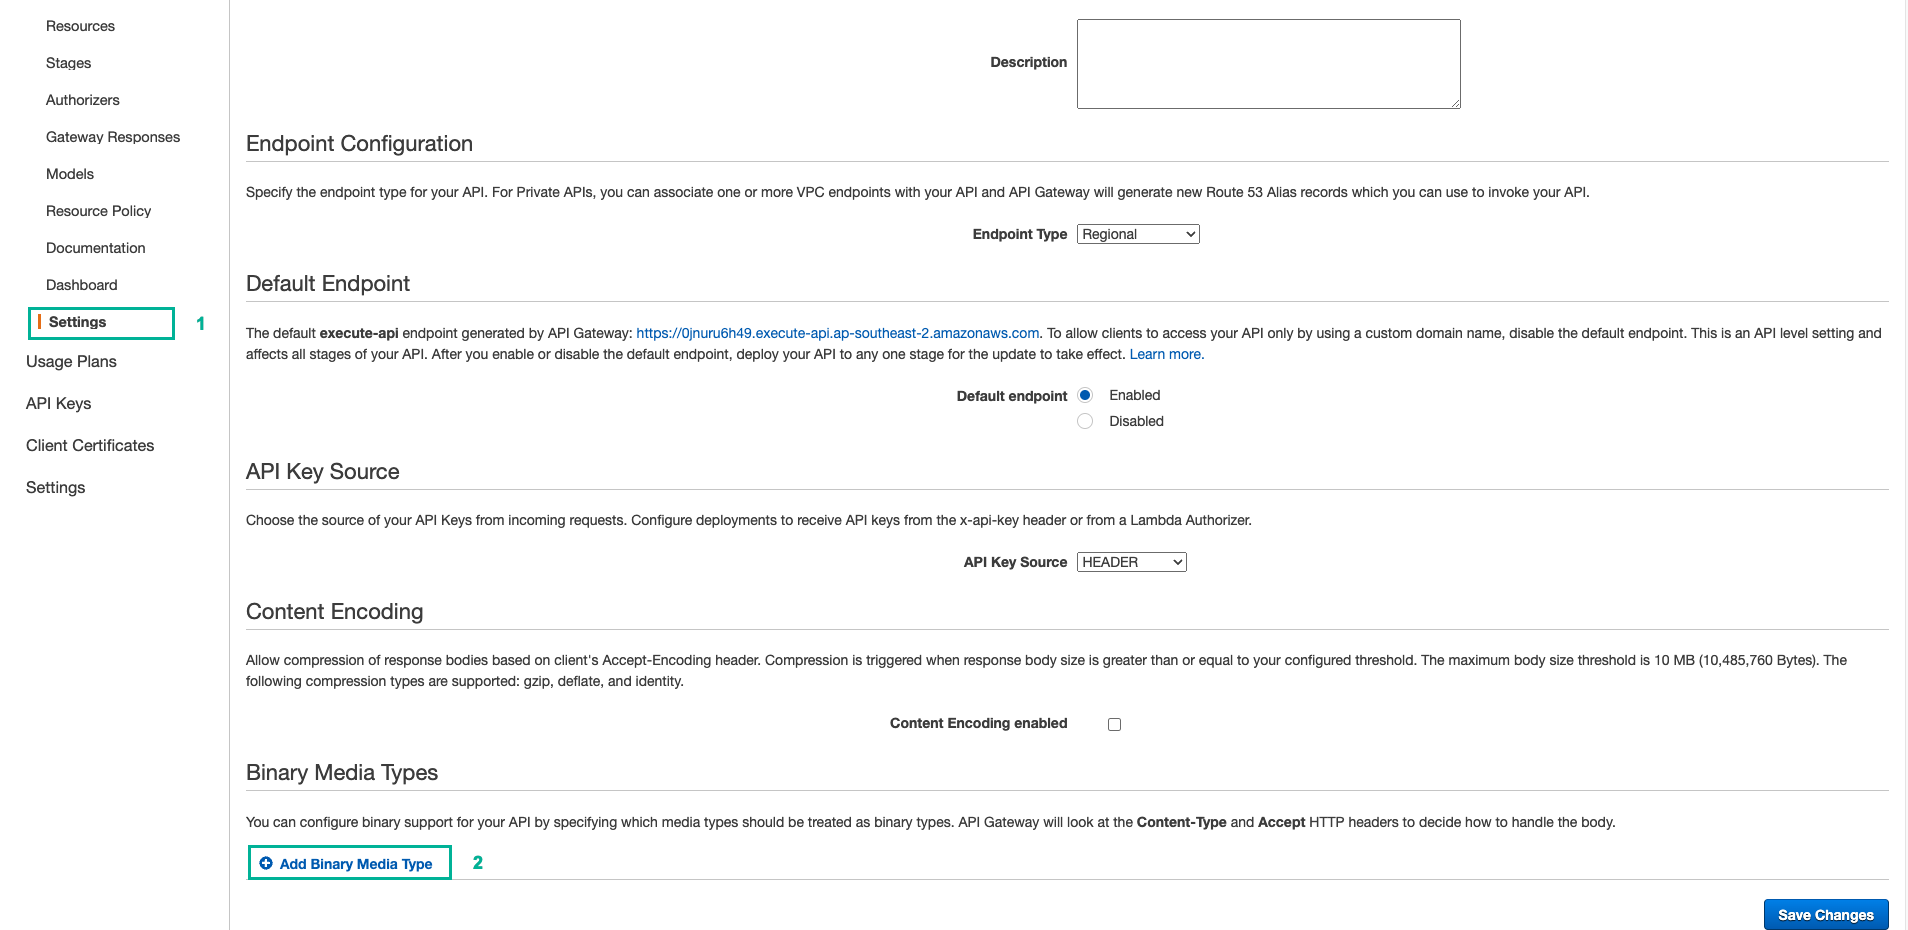 Resources
Stages
Authorizers
Gateway Responses
Models
Resource Policy
Documentation
Dashboard
Settings 1
Usage Plans
API Keys
Client Certificates
Settings
Description
Endpoint Configuration
Specify the endpoint type for your API. For Private APIs, you can associate one or more VPC endpoints with your API and API Gateway will generate new Route 53 Alias records which you can use to invoke your API.
Endpoint Type Regional
Default Endpoint
The default execute-api endpoint generated by API Gateway: https://0jnuru6h49.execute-api.ap-southeast-2.amazonaws.com. To allow clients to access your API only by using a custom domain name, disable the default endpoint. This is an API level setting and
affects all stages of your API. After you enable or disable the default endpoint, deploy your API to any one stage for the update to take effect. Learn more.
Default endpoint Enabled
Disabled
API Key Source
Choose the source of your API Keys from incoming requests. Configure deployments to receive API keys from the x-api-key header or from a Lambda Authorizer.
API Key Source HEADER
Content Encoding
Allow compression of response bodies based on client's Accept-Encoding header. Compression is triggered when response body size is greater than or equal to your configured threshold. The maximum body size threshold is 10 MB (10,485,760 Bytes). The
following compression types are supported: gzip, deflate, and identity.
Content Encoding enabled
Binary Media Types
You can configure binary support for your API by specifying which media types should be treated as binary types. API Gateway will look at the Content-Type and Accept HTTP headers to decide how to handle the body.
Add Binary Media Type 2
Save Changes